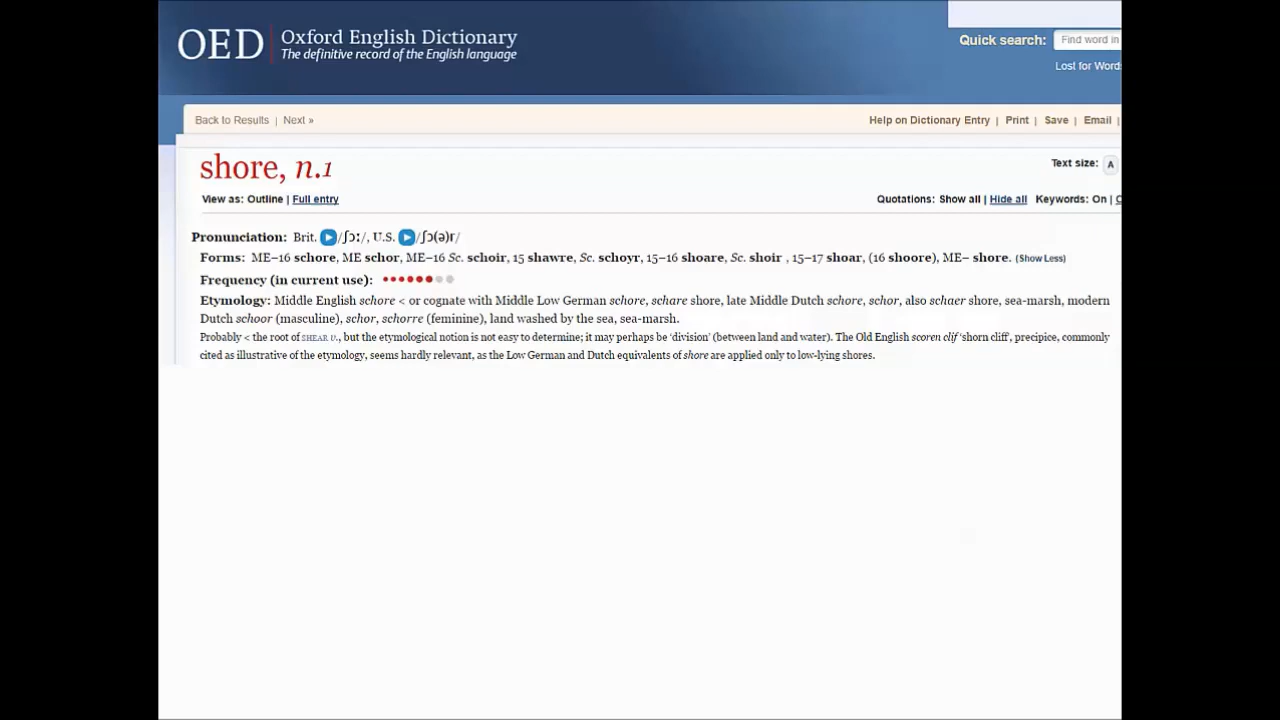 OED Oxford English Dictionary
The definitive record of the English language
Quick search: Find word in
Lost for Words
Back to Results | Next »
Help on Dictionary Entry | Print | Save | Email |
shore, n.1
Text size: A
View as: Outline | Full entry
Quotations: Show all | Hide all Keywords: On |
Pronunciation: Brit. /ʃɔː/, U.S. /ʃɔ(ə)r/
Forms: ME–16 schore, ME schor, ME–16 Sc. schoir, 15 shawre, Sc. schoyr, 15–16 shoare, Sc. shoir , 15–17 shoar, (16 shoore), ME– shore. (Show Less)
Frequency (in current use):
Etymology: Middle English schore < or cognate with Middle Low German schore, schare shore, late Middle Dutch schore, schor, also schaer shore, sea-marsh, modern
Dutch schoor (masculine), schor, schorre (feminine), land washed by the sea, sea-marsh.
Probably < the root of SHEAR v., but the etymological notion is not easy to determine; it may perhaps be ‘division’ (between land and water). The Old English scoren clif ‘shorn cliff’, precipice, commonly
cited as illustrative of the etymology, seems hardly relevant, as the Low German and Dutch equivalents of shore are applied only to low-lying shores.